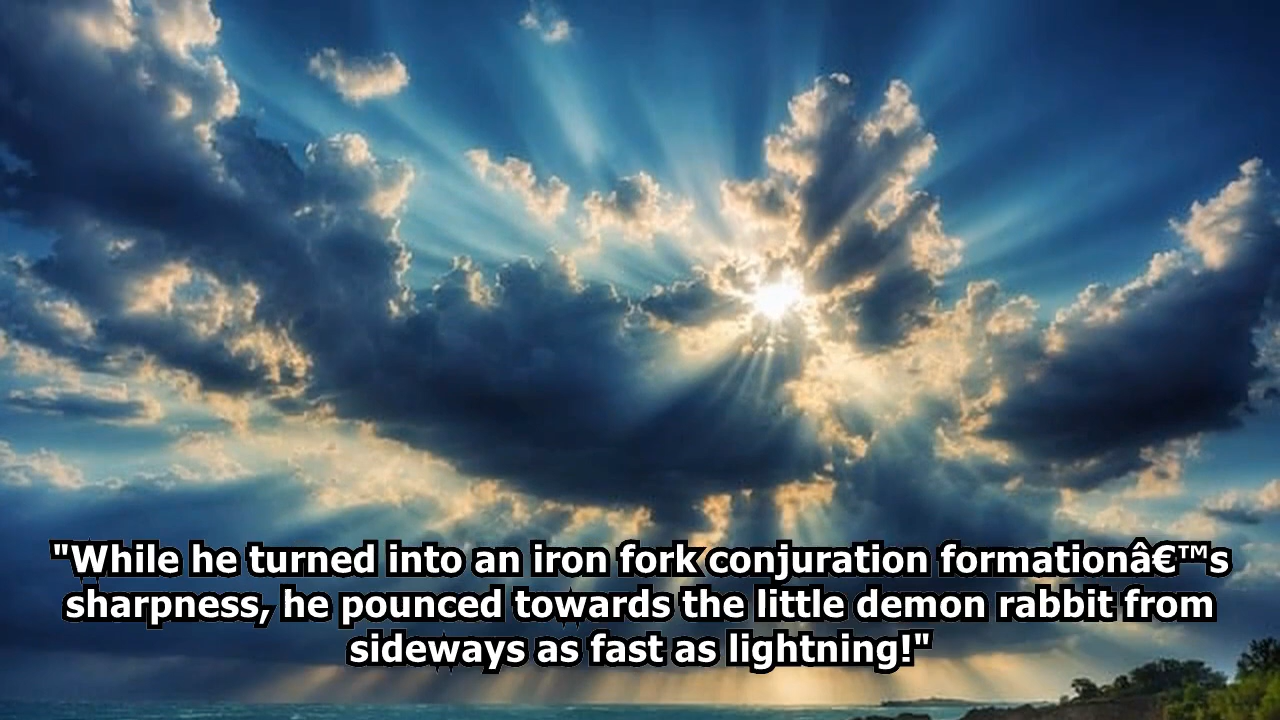 "While he turned into an iron fork conjuration formationâ€™s
sharpness, he pounced towards the little demon rabbit from
sideways as fast as lightning!"